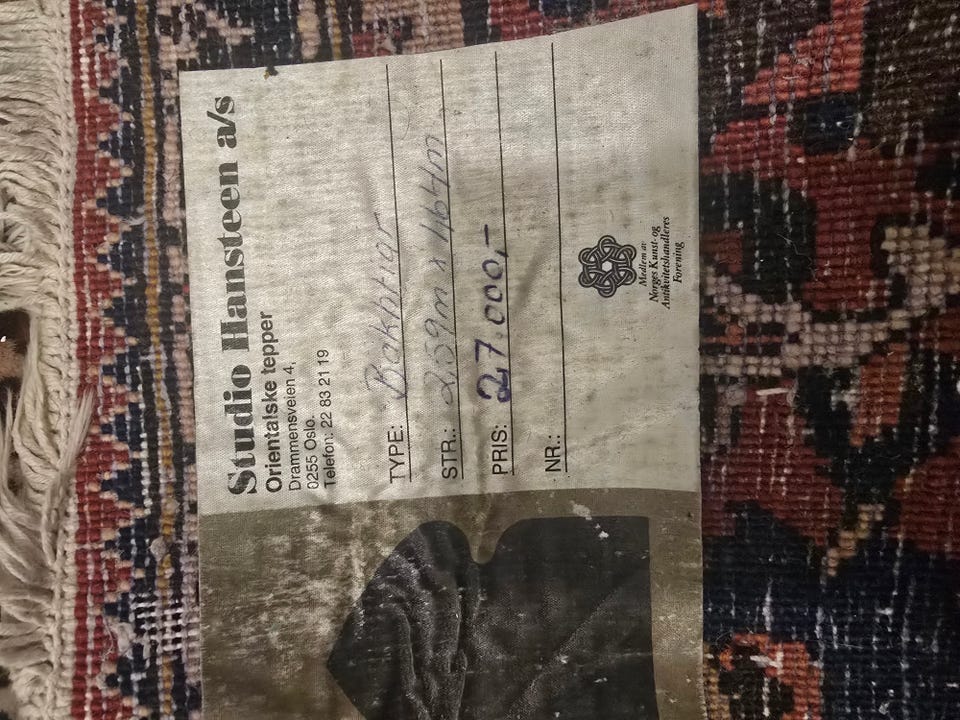 Studio Hansteen a/s
Orientalske tepper
Drammensveien 4,
0255 Oslo.
Telefon: 22 83 21 19
TYPE: Bakhtior
STR.: 2.59m x 1.64m
PRIS: 27.000,-
NR.:
Medlem av
Norges Kunst- og
Antikvitetshandleres
Forening